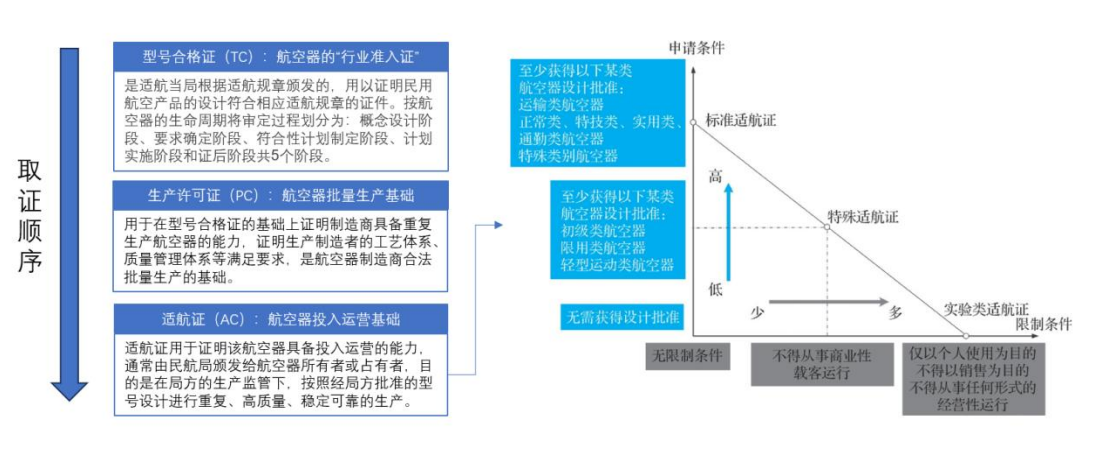 取证顺序
型号合格证（TC）：航空器的“行业准入证”
是适航当局根据适航规章颁发的，用以证明民用
航空产品的设计符合相应适航规章的证件。按航
空器的生命周期将审定过程划分为：概念设计阶
段、要求确定阶段、符合性计划制定阶段、计划
实施阶段和证后阶段共5个阶段。
生产许可证（PC）：航空器批量生产基础
用于在型号合格证的基础上证明制造商具备重复
生产航空器的能力，证明生产制造者的工艺体系、
质量管理体系等满足要求，是航空器制造商合法
批量生产的基础。
适航证（AC）：航空器投入运营基础
适航证用于证明该航空器具备投入运营的能力，
通常由民航局颁发给航空器所有者或占有者，目
的是在局方的生产监管下，按照经局方批准的型
号设计进行重复、高质量、稳定可靠的生产。
申请条件
至少获得以下某类
航空器设计批准：
运输类航空器
正常类、特技类、实用类、
通勤类航空器
特殊类别航空器
标准适航证
高
至少获得以下某类
航空器设计批准：
初级类航空器
限用类航空器
轻型运动类航空器
特殊适航证
低
无需获得设计批准
少
多
实验类适航证
限制条件
无限制条件
不得从事商业性
载客运行
仅以个人使用为目的
不得以销售为目的
不得从事任何形式的
经营性运行